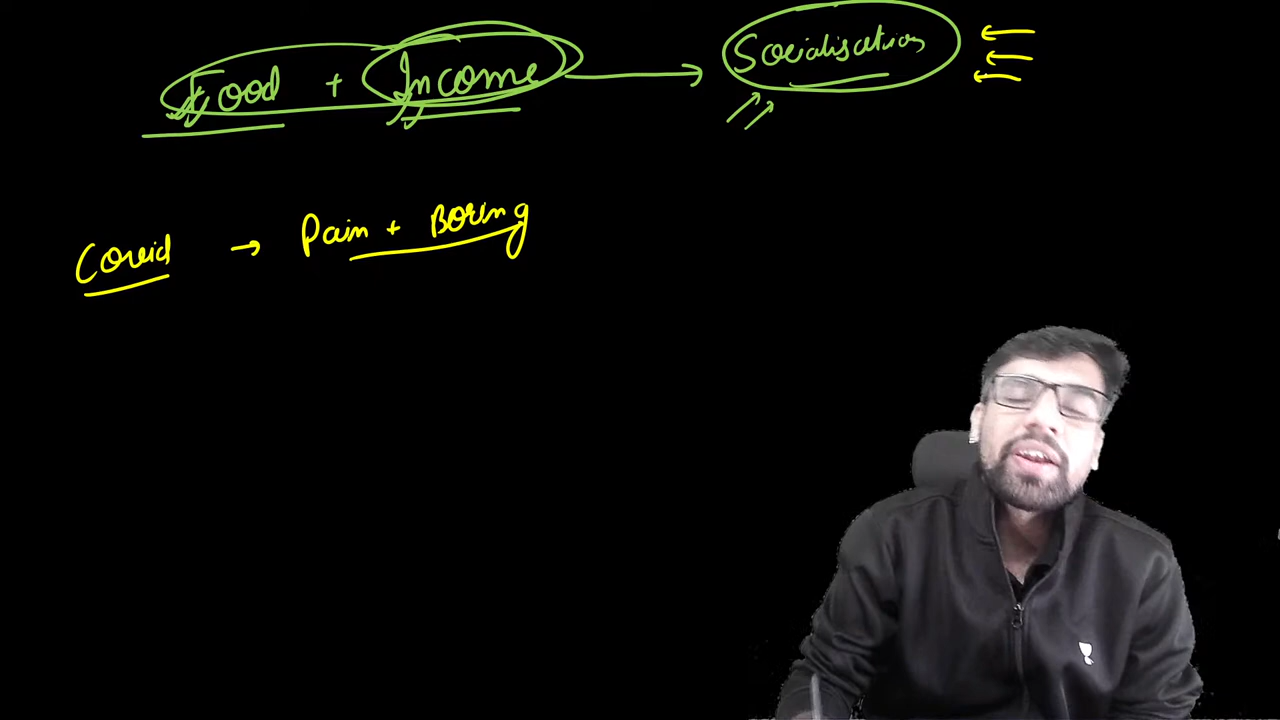 Food + Income → Socialisation
Covid → Pain + Boring